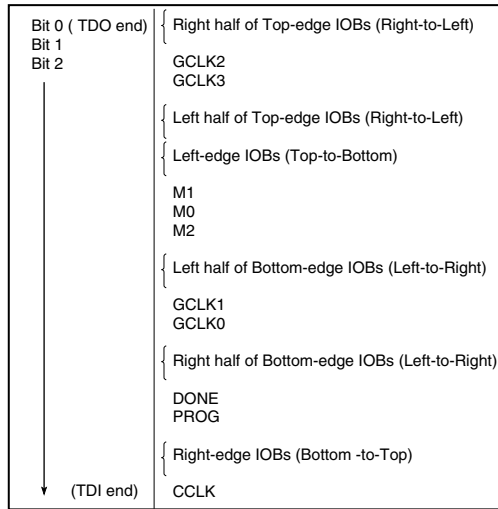 Bit 0 ( TDO end)
Bit 1
Bit 2
Right half of Top-edge IOBs (Right-to-Left)
GCLK2
GCLK3
Left half of Top-edge IOBs (Right-to-Left)
Left-edge IOBs (Top-to-Bottom)
M1
M0
M2
Left half of Bottom-edge IOBs (Left-to-Right)
GCLK1
GCLK0
Right half of Bottom-edge IOBs (Left-to-Right)
DONE
PROG
Right-edge IOBs (Bottom -to-Top)
(TDI end)
CCLK